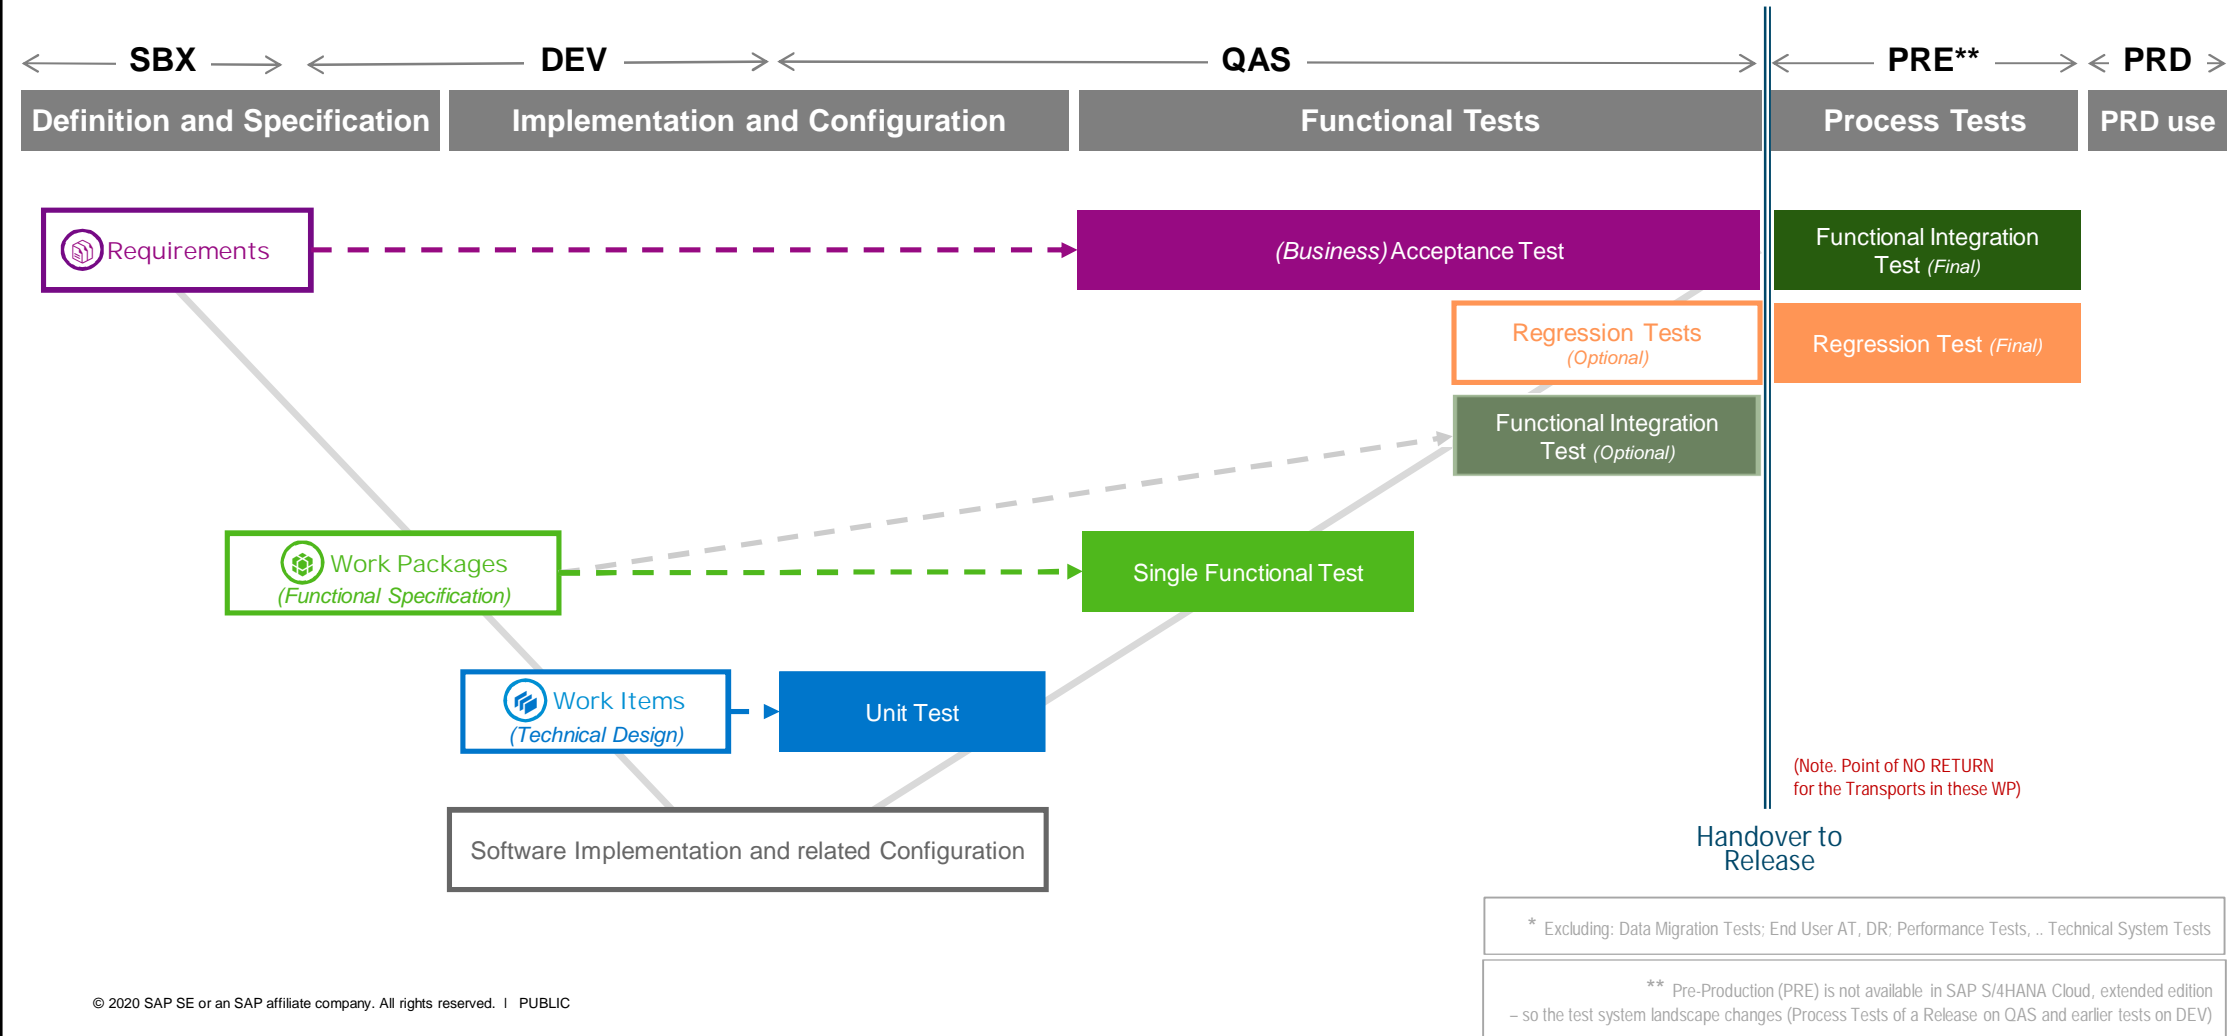 SBX DEV QAS PRE** PRD
Definition and Specification Implementation and Configuration Functional Tests Process Tests PRD use
Requirements
(Business) Acceptance Test
Functional Integration
Test (Final)
Regression Tests
(Optional)
Regression Test (Final)
Functional Integration
Test (Optional)
Work Packages
(Functional Specification)
Single Functional Test
Work Items
(Technical Design)
Unit Test
(Note. Point of NO RETURN
for the Transports in these WP)
Software Implementation and related Configuration
Handover to
Release
* Excluding: Data Migration Tests; End User AT, DR; Performance Tests, .. Technical System Tests
** Pre-Production (PRE) is not available in SAP S/4HANA Cloud, extended edition
– so the test system landscape changes (Process Tests of a Release on QAS and earlier tests on DEV)
© 2020 SAP SE or an SAP affiliate company. All rights reserved. I PUBLIC